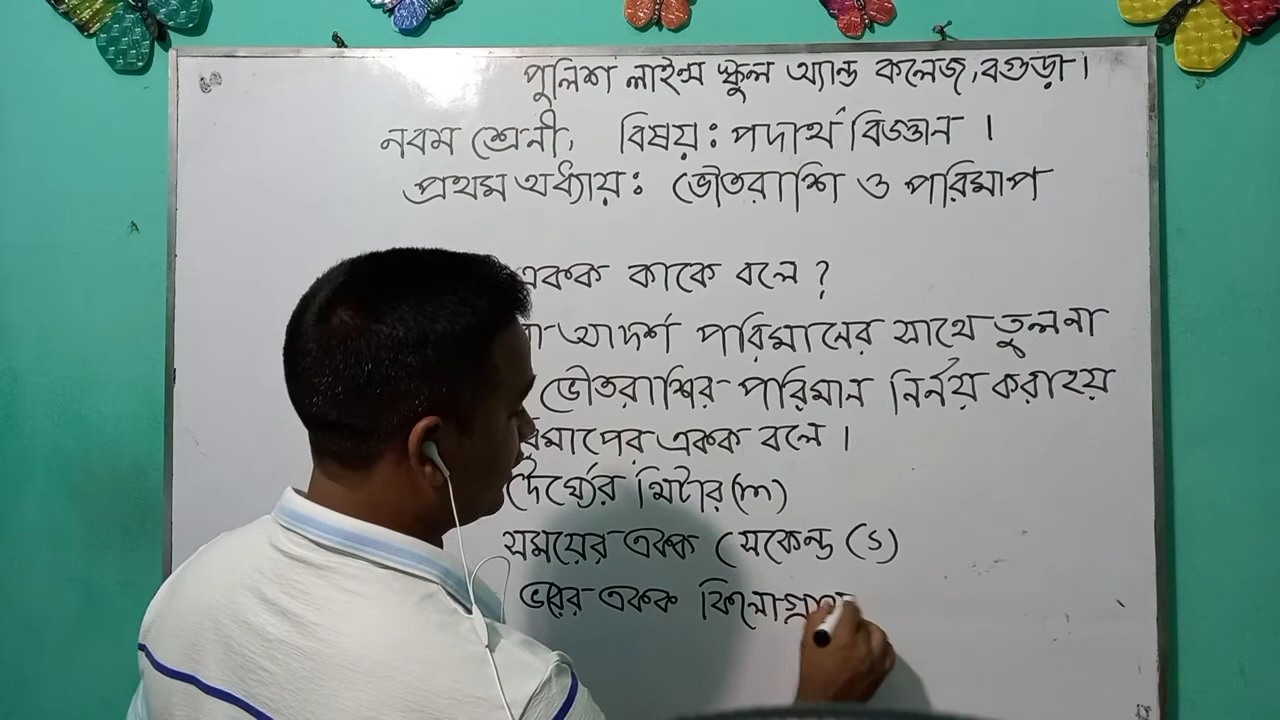 পুলিশ লাইন্স স্কুল অ্যান্ড কলেজ, বগুড়া।
নবম শ্রেনী, বিষয়ঃ পদার্থ বিজ্ঞান ।
প্রথম অধ্যায়ঃ ভৌতরাশি ও পরিমাপ
একক কাকে বলে ?
আদর্শ পরিমানের সাথে তুলনা
ভৌতরাশির পরিমান নির্নয় করাহয়
একক বলে ।
দৈর্ঘ্যের মিটার (m)
সময়ের একক সেকেন্ড (s)
ভরের একক